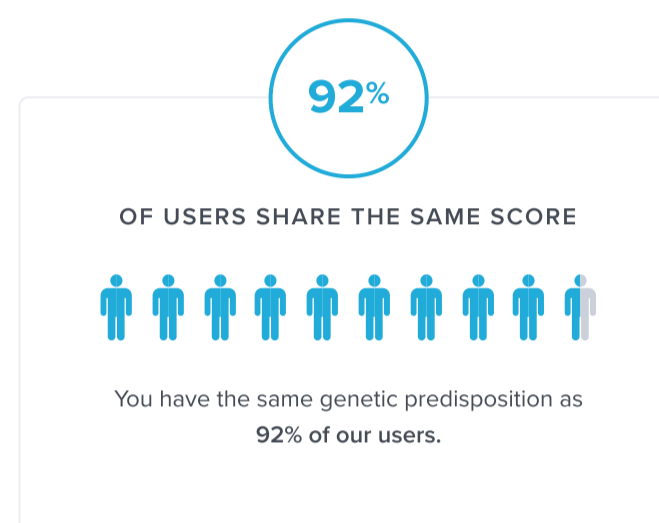 92%
OF USERS SHARE THE SAME SCORE
You have the same genetic predisposition as
92% of our users.